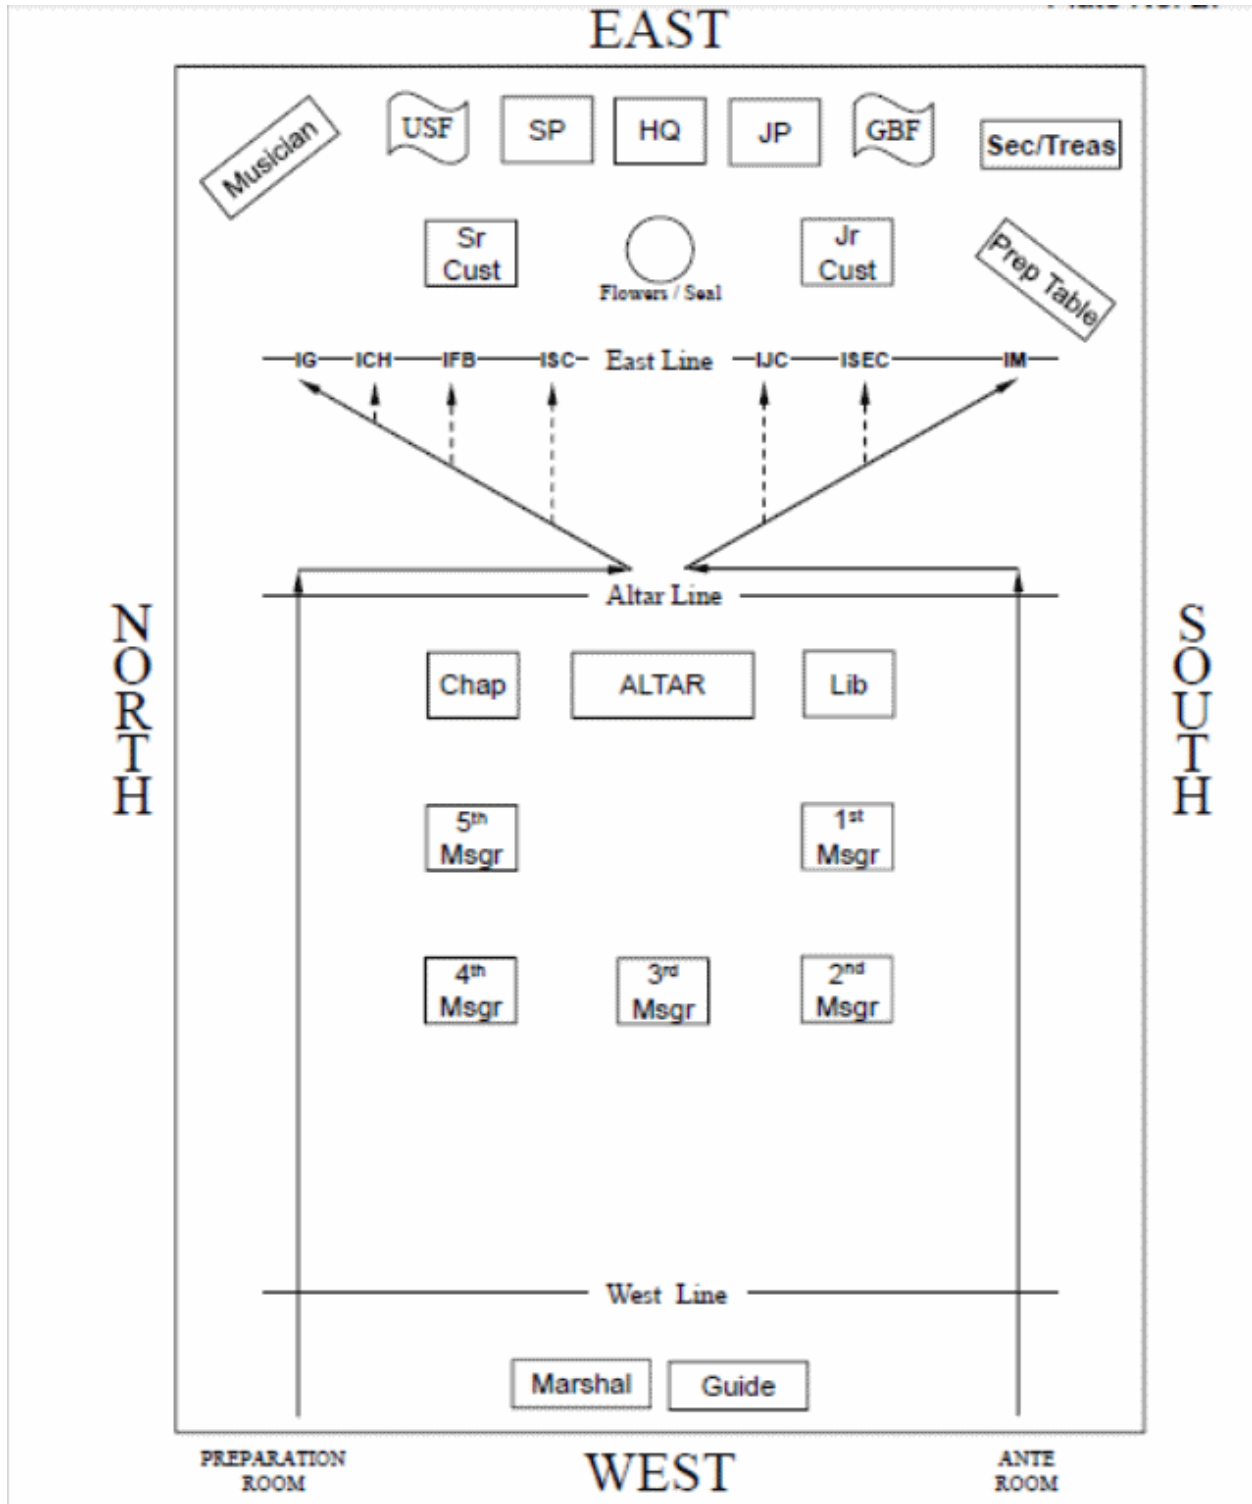 EAST
Musician
USF
SP
HQ
JP
GBF
Sec/Treas
Sr
Cust
Flowers / Seal
Jr
Cust
Prep Table
IG ICH IFB ISC East Line IJC ISEC IM
Altar Line
NORTH
SOUTH
Chap
ALTAR
Lib
5th
Msgr
1st
Msgr
4th
Msgr
3rd
Msgr
2nd
Msgr
West Line
Marshal
Guide
PREPARATION
ROOM
WEST
ANTE
ROOM